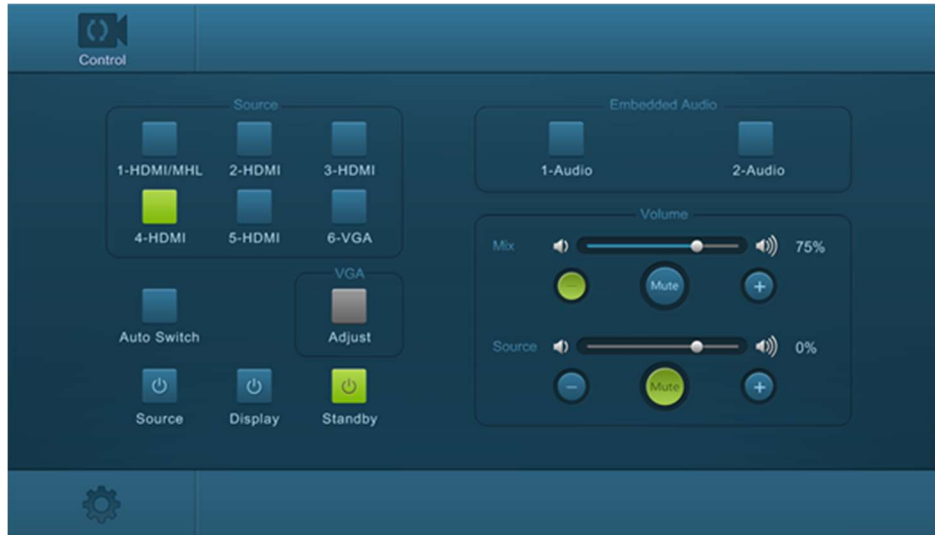 Control
Source
1-HDMI/MHL 2-HDMI 3-HDMI
4-HDMI 5-HDMI 6-VGA
VGA
Auto Switch Adjust
Source Display Standby
Embedded Audio
1-Audio 2-Audio
Volume
Mix 75%
− Mute +
Source 0%
− Mute +